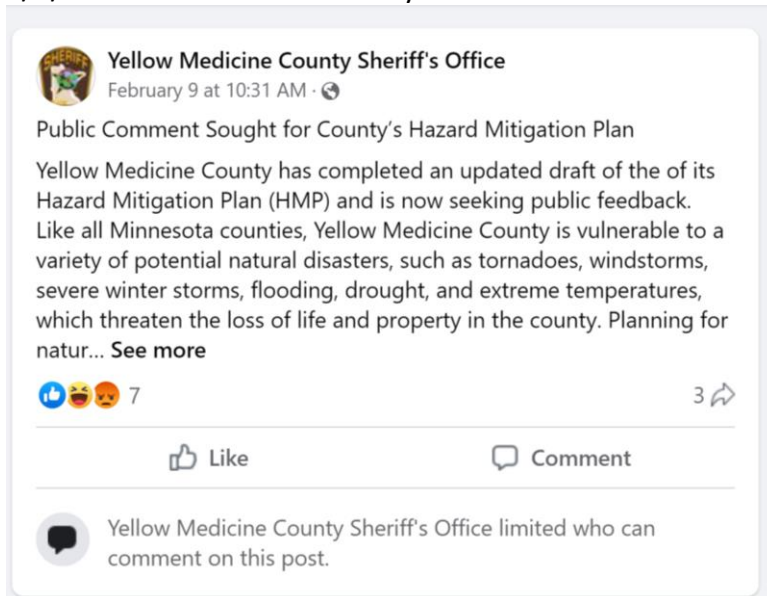 Yellow Medicine County Sheriff's Office
February 9 at 10:31 AM ·
Public Comment Sought for County's Hazard Mitigation Plan
Yellow Medicine County has completed an updated draft of the of its
Hazard Mitigation Plan (HMP) and is now seeking public feedback.
Like all Minnesota counties, Yellow Medicine County is vulnerable to a
variety of potential natural disasters, such as tornadoes, windstorms,
severe winter storms, flooding, drought, and extreme temperatures,
which threaten the loss of life and property in the county. Planning for
natur... See more
7
3
Like
Comment
Yellow Medicine County Sheriff's Office limited who can
comment on this post.